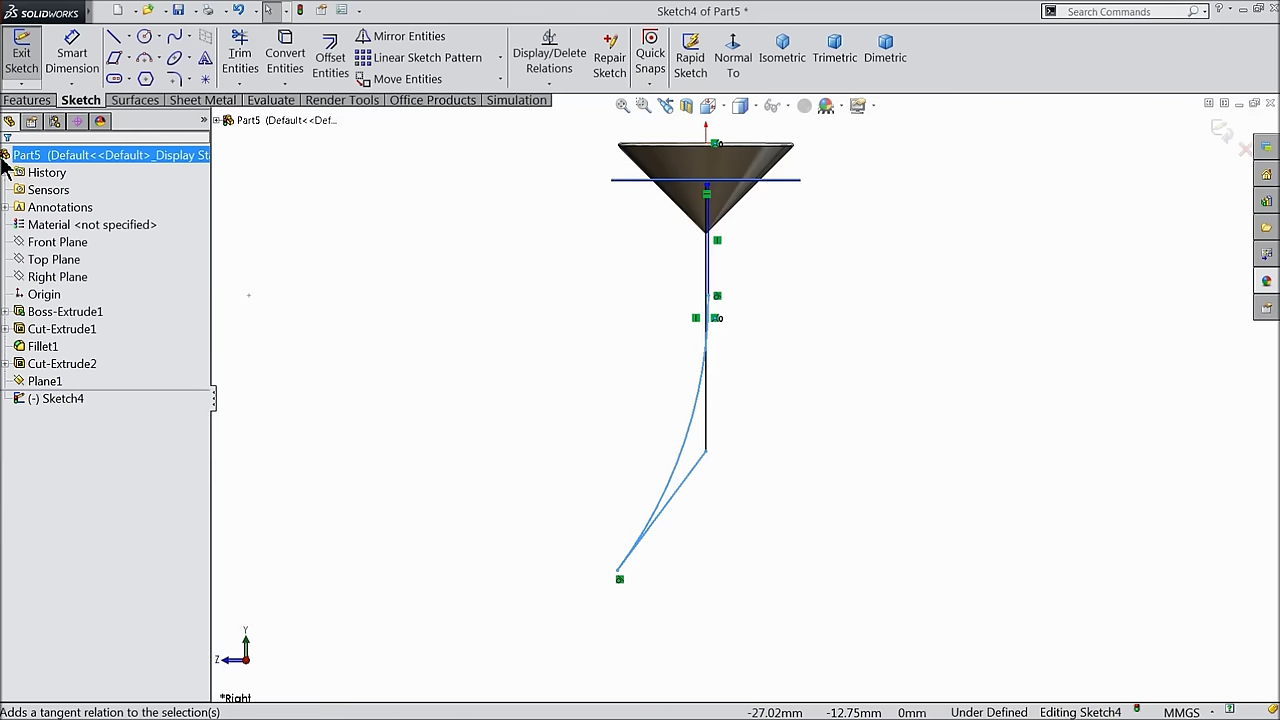 SOLIDWORKS
Sketch4 of Part5 *
Search Commands
Exit Sketch
Smart Dimension
Trim Entities
Convert Entities
Offset Entities
Mirror Entities
Linear Sketch Pattern
Move Entities
Display/Delete Relations
Repair Sketch
Quick Snaps
Rapid Sketch
Normal To
Isometric
Trimetric
Dimetric
Features
Sketch
Surfaces
Sheet Metal
Evaluate
Render Tools
Office Products
Simulation
Part5 (Default<<Def...
Part5 (Default<<Default>_Display St
History
Sensors
Annotations
Material <not specified>
Front Plane
Top Plane
Right Plane
Origin
Boss-Extrude1
Cut-Extrude1
Fillet1
Cut-Extrude2
Plane1
(-) Sketch4
Y
Z
*Right
Adds a tangent relation to the selection(s)
-27.02mm
-12.75mm
0mm
Under Defined
Editing Sketch4
MMGS